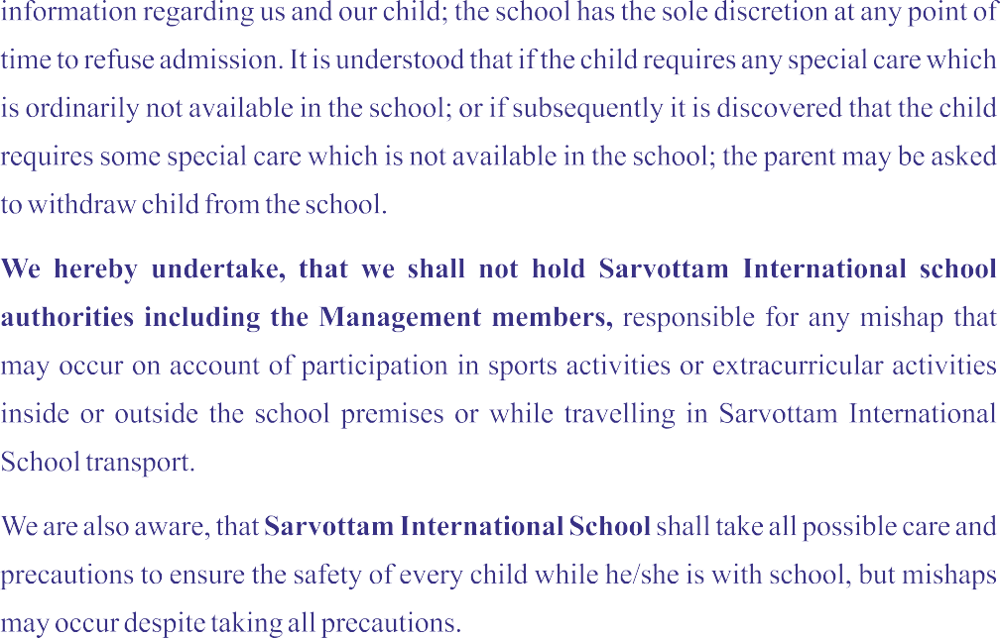 information regarding us and our child; the school has the sole discretion at any point of
time to refuse admission. It is understood that if the child requires any special care which
is ordinarily not available in the school; or if subsequently it is discovered that the child
requires some special care which is not available in the school; the parent may be asked
to withdraw child from the school.
We hereby undertake, that we shall not hold Sarvottam International school
authorities including the Management members, responsible for any mishap that
may occur on account of participation in sports activities or extracurricular activities
inside or outside the school premises or while travelling in Sarvottam International
School transport.
We are also aware, that Sarvottam International School shall take all possible care and
precautions to ensure the safety of every child while he/she is with school, but mishaps
may occur despite taking all precautions.